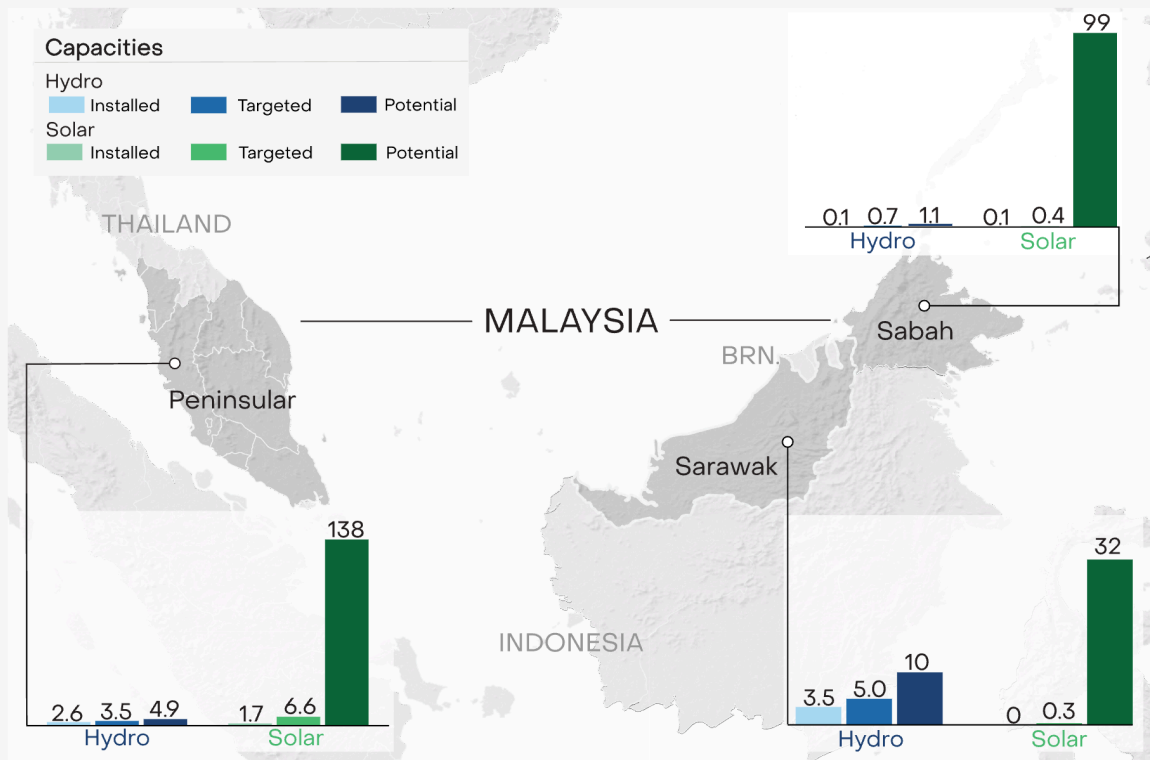 Capacities
Hydro
Installed Targeted Potential
Solar
Installed Targeted Potential
99
0.1 0.7 1.1 0.1 0.4
Hydro Solar
THAILAND
MALAYSIA
Sabah
BRN.
Peninsular
Sarawak
138
2.6 3.5 4.9 1.7 6.6
Hydro Solar
INDONESIA
32
10
3.5 5.0 0 0.3
Hydro Solar